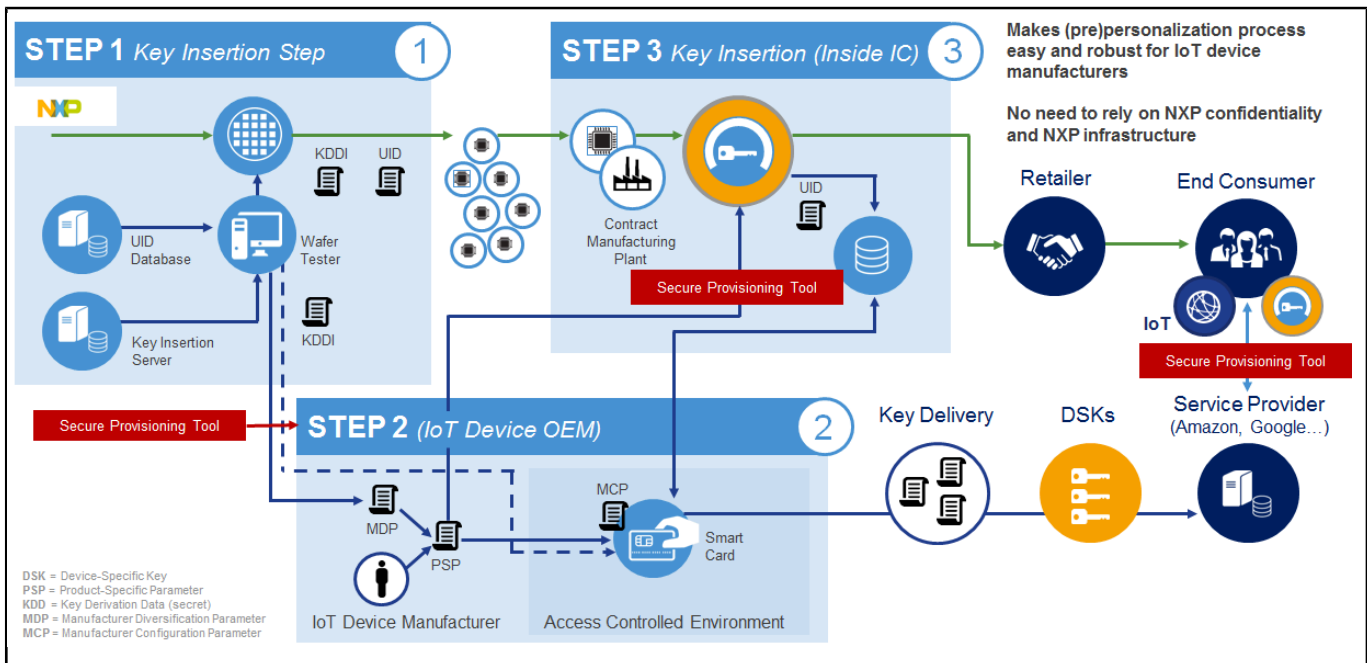 STEP 1 Key Insertion Step
1
NXP
KDDI
UID
UID
Database
Wafer
Tester
KDDI
Key Insertion
Server
STEP 3 Key Insertion (Inside IC)
3
Contract
Manufacturing
Plant
UID
Secure Provisioning Tool
Makes (pre)personalization process
easy and robust for IoT device
manufacturers
No need to rely on NXP confidentiality
and NXP infrastructure
Retailer
End Consumer
IoT
Secure Provisioning Tool
Service Provider
(Amazon, Google...)
Secure Provisioning Tool
STEP 2 (IoT Device OEM)
2
MDP
PSP
IoT Device Manufacturer
MCP
Smart
Card
Access Controlled Environment
Key Delivery
DSKs
DSK = Device-Specific Key
PSP = Product-Specific Parameter
KDD = Key Derivation Data (secret)
MDP = Manufacturer Diversification Parameter
MCP = Manufacturer Configuration Parameter